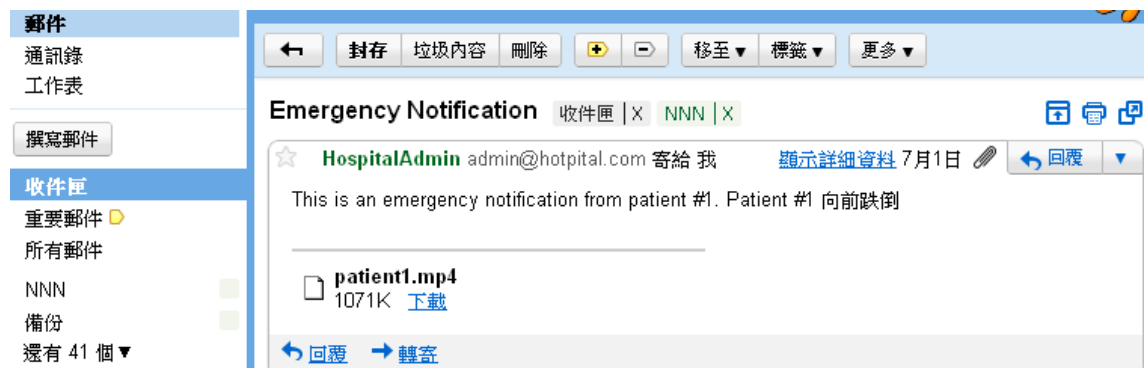 郵件
通訊錄
工作表
撰寫郵件
收件匣
重要郵件
所有郵件
NNN
備份
還有 41 個▼
封存 垃圾內容 刪除 移至▼ 標籤▼ 更多▼
Emergency Notification 收件匣 | X NNN | X
HospitalAdmin admin@hotpital.com 寄給 我 顯示詳細資料 7月1日 回覆 ▼
This is an emergency notification from patient #1. Patient #1 向前跌倒
patient1.mp4
1071K 下載
回覆 轉寄